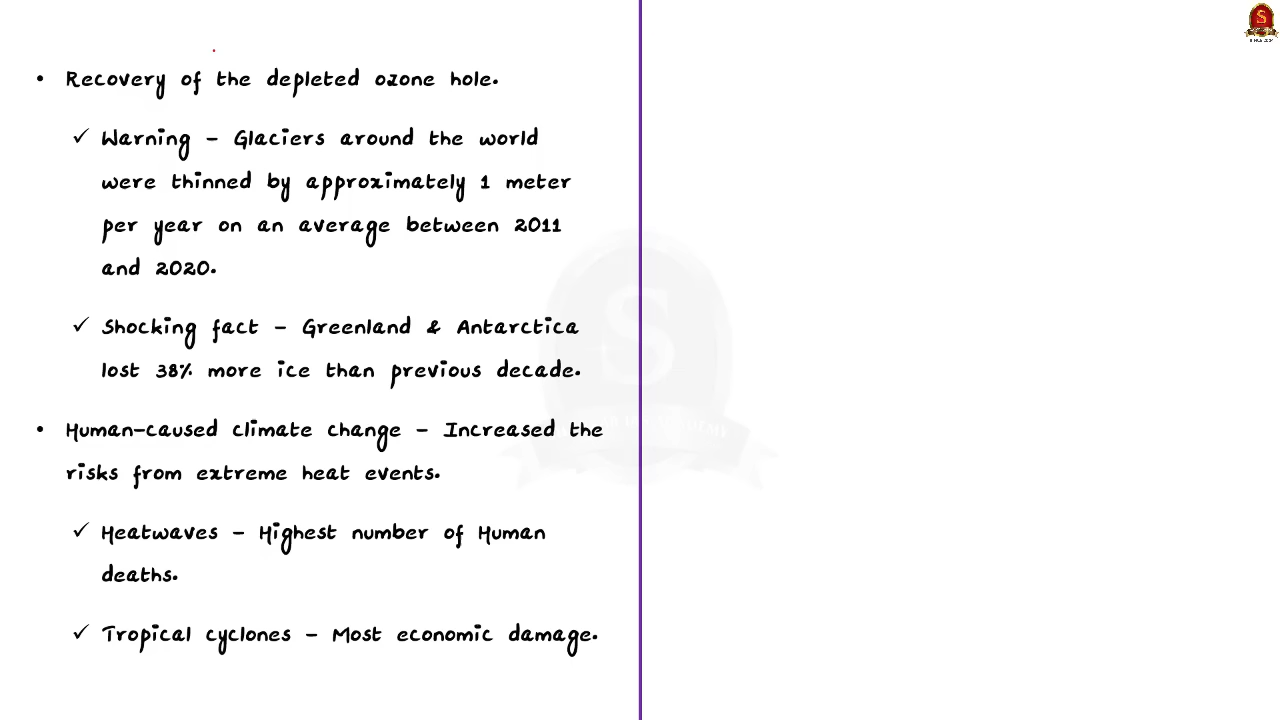 • Recovery of the depleted ozone hole.
✓ Warning – Glaciers around the world
were thinned by approximately 1 meter
per year on an average between 2011
and 2020.
✓ Shocking fact – Greenland & Antarctica
lost 38% more ice than previous decade.
• Human-caused climate change – Increased the
risks from extreme heat events.
✓ Heatwaves – Highest number of Human
deaths.
✓ Tropical cyclones – Most economic damage.
S
S